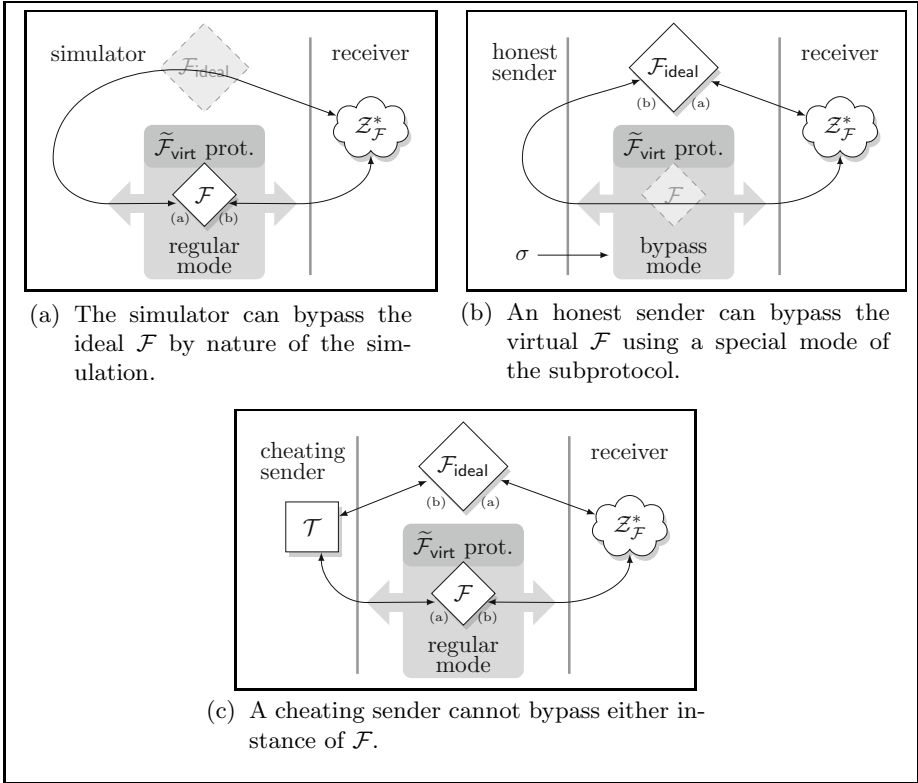 simulator
receiver
F_ideal
Z*_F
F̃_virt prot.
F
(a) (b)
regular
mode
(a) The simulator can bypass the
ideal F by nature of the sim-
ulation.
honest
sender
receiver
F_ideal
(b) (a)
Z*_F
F̃_virt prot.
F
σ
bypass
mode
(b) An honest sender can bypass the
virtual F using a special mode of
the subprotocol.
cheating
sender
receiver
F_ideal
(b) (a)
T
Z*_F
F̃_virt prot.
F
(a) (b)
regular
mode
(c) A cheating sender cannot bypass either in-
stance of F.